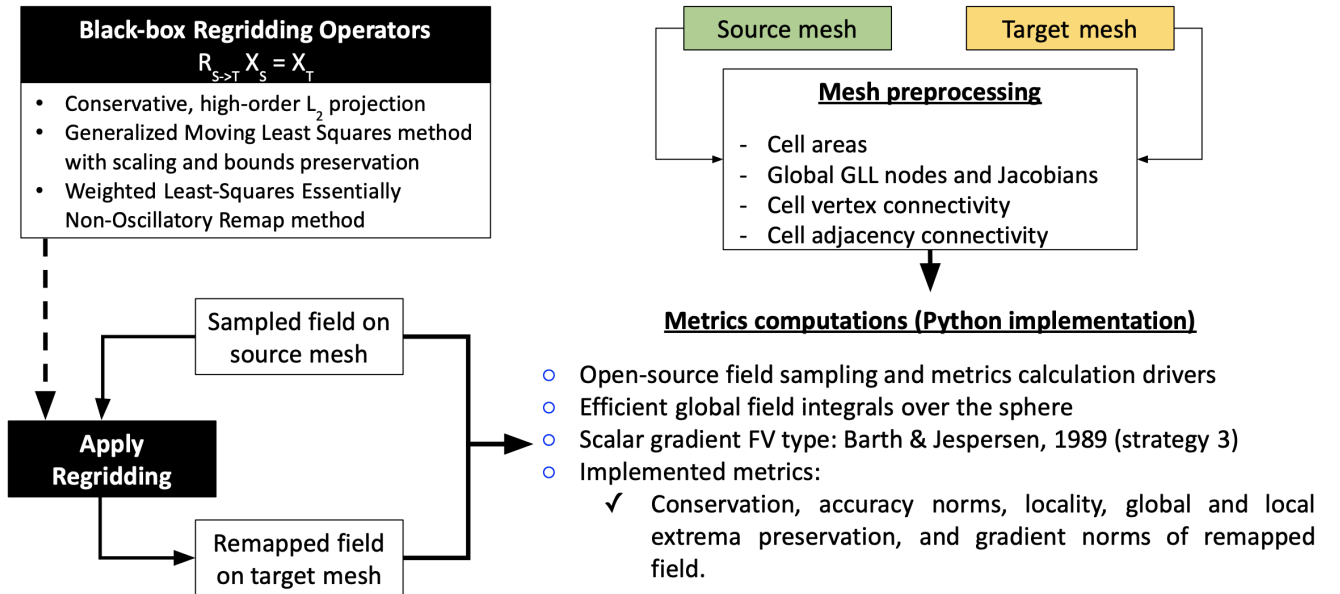 Black-box Regridding Operators
R_{S->T} X_S = X_T
• Conservative, high-order L_2 projection
• Generalized Moving Least Squares method
with scaling and bounds preservation
• Weighted Least-Squares Essentially
Non-Oscillatory Remap method
Source mesh
Target mesh
Mesh preprocessing
- Cell areas
- Global GLL nodes and Jacobians
- Cell vertex connectivity
- Cell adjacency connectivity
Sampled field on
source mesh
Apply
Regridding
Remapped field
on target mesh
Metrics computations (Python implementation)
○ Open-source field sampling and metrics calculation drivers
○ Efficient global field integrals over the sphere
○ Scalar gradient FV type: Barth & Jespersen, 1989 (strategy 3)
○ Implemented metrics:
✓ Conservation, accuracy norms, locality, global and local
extrema preservation, and gradient norms of remapped
field.